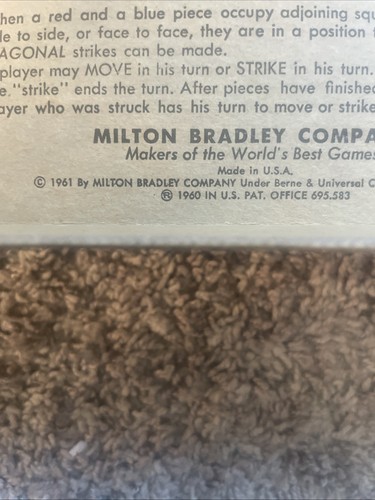 hen a red and a blue piece occupy adjoining squ
le to side, or face to face, they are in a position
AGONAL strikes can be made.
player may MOVE in his turn or STRIKE in his turn.
e "strike" ends the turn. After pieces have finished
ayer who was struck has his turn to move or strike
MILTON BRADLEY COMPA
Makers of the World's Best Games
Made in U.S.A.
© 1961 By MILTON BRADLEY COMPANY Under Berne & Universal C
® 1960 IN U.S. PAT. OFFICE 695.583